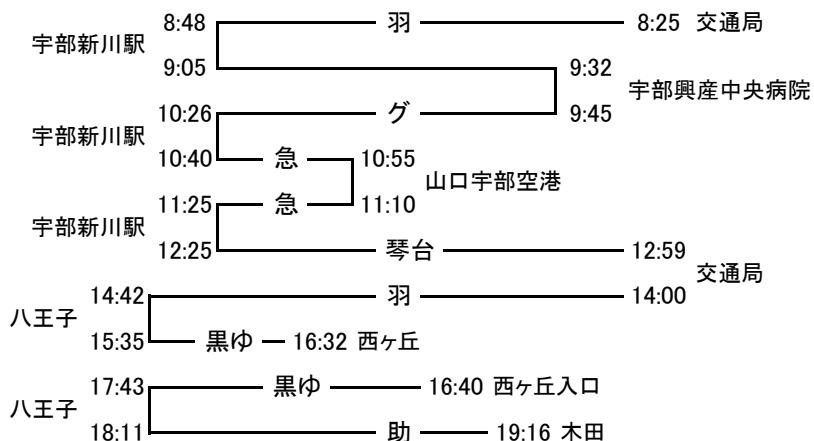 8:48 羽 8:25 交通局
宇部新川駅
9:05 9:32
宇部興産中央病院
10:26 グ 9:45
宇部新川駅
10:40 急 10:55
山口宇部空港
11:25 急 11:10
宇部新川駅
12:25 琴台 12:59
交通局
14:42 羽 14:00
八王子
15:35 黒ゆ 16:32 西ヶ丘
17:43 黒ゆ 16:40 西ヶ丘入口
八王子
18:11 助 19:16 木田